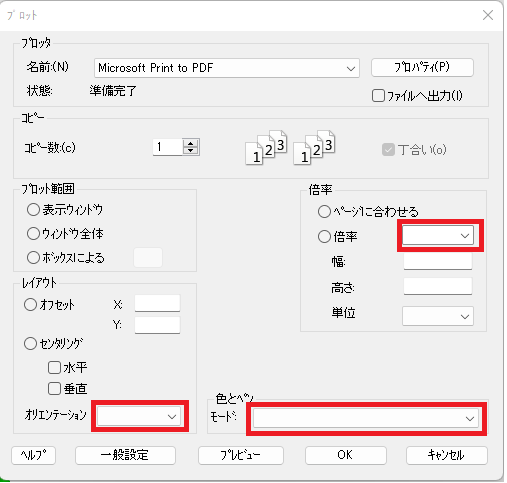 プロット
プロッタ
名前:(N) Microsoft Print to PDF プロパティ(P)
状態: 準備完了 ファイルへ出力(I)
コピー
コピー数:(c) 1 1 2 3 1 2 3 丁合い(o)
プロット範囲
表示ウィンドウ
ウィンドウ全体
ボックスによる
倍率
ページに合わせる
倍率
幅:
高さ:
単位
レイアウト
オフセット X:
Y:
センタリング
水平
垂直
オリエンテーション
色とペン
モード:
ヘルプ 一般設定 プレビュー OK キャンセル